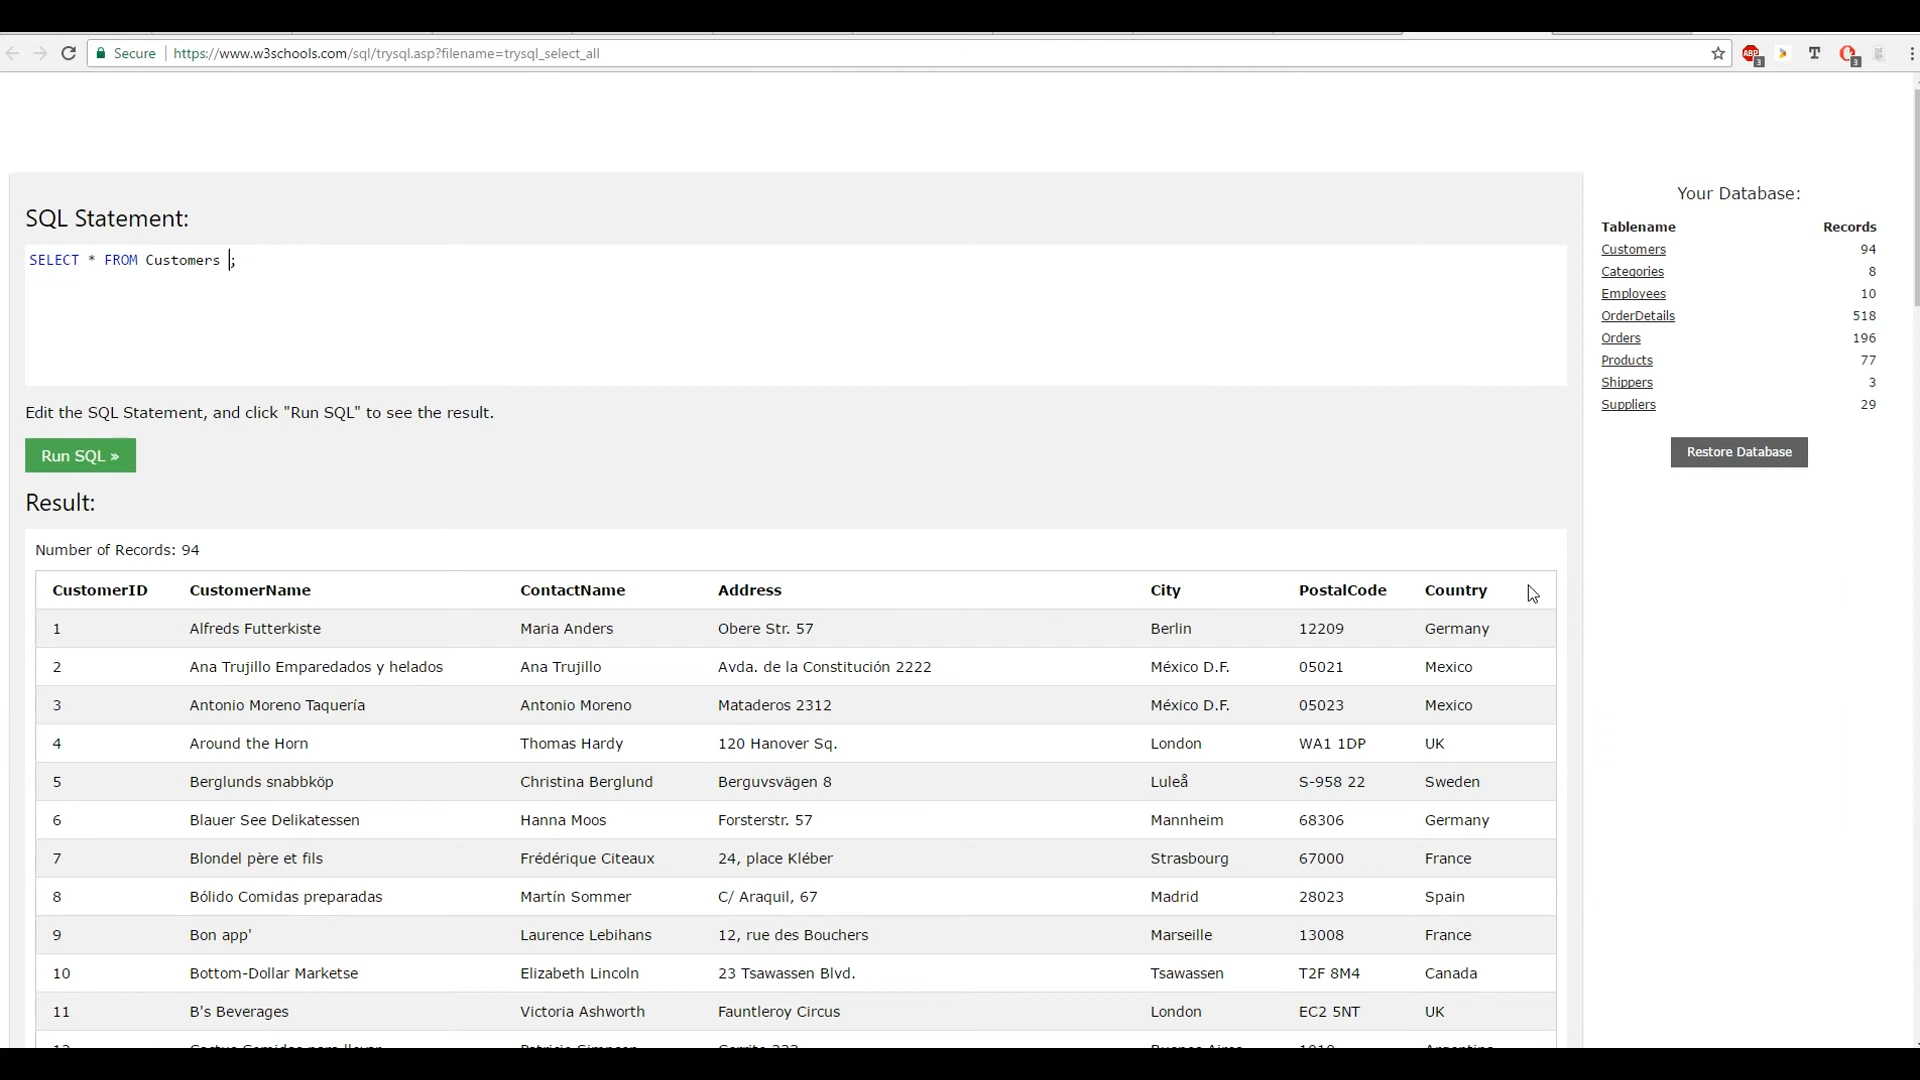 Secure https://www.w3schools.com/sql/trysql.asp?filename=trysql_select_all ABP 3 T 3
Your Database:
SQL Statement:
Tablename Records
SELECT * FROM Customers ;
Customers 94
Categories 8
Employees 10
OrderDetails 518
Orders 196
Products 77
Shippers 3
Suppliers 29
Edit the SQL Statement, and click "Run SQL" to see the result.
Run SQL »
Restore Database
Result:
Number of Records: 94
CustomerID CustomerName ContactName Address City PostalCode Country
1 Alfreds Futterkiste Maria Anders Obere Str. 57 Berlin 12209 Germany
2 Ana Trujillo Emparedados y helados Ana Trujillo Avda. de la Constitución 2222 México D.F. 05021 Mexico
3 Antonio Moreno Taquería Antonio Moreno Mataderos 2312 México D.F. 05023 Mexico
4 Around the Horn Thomas Hardy 120 Hanover Sq. London WA1 1DP UK
5 Berglunds snabbköp Christina Berglund Berguvsvägen 8 Luleå S-958 22 Sweden
6 Blauer See Delikatessen Hanna Moos Forsterstr. 57 Mannheim 68306 Germany
7 Blondel père et fils Frédérique Citeaux 24, place Kléber Strasbourg 67000 France
8 Bólido Comidas preparadas Martín Sommer C/ Araquil, 67 Madrid 28023 Spain
9 Bon app' Laurence Lebihans 12, rue des Bouchers Marseille 13008 France
10 Bottom-Dollar Marketse Elizabeth Lincoln 23 Tsawassen Blvd. Tsawassen T2F 8M4 Canada
11 B's Beverages Victoria Ashworth Fauntleroy Circus London EC2 5NT UK